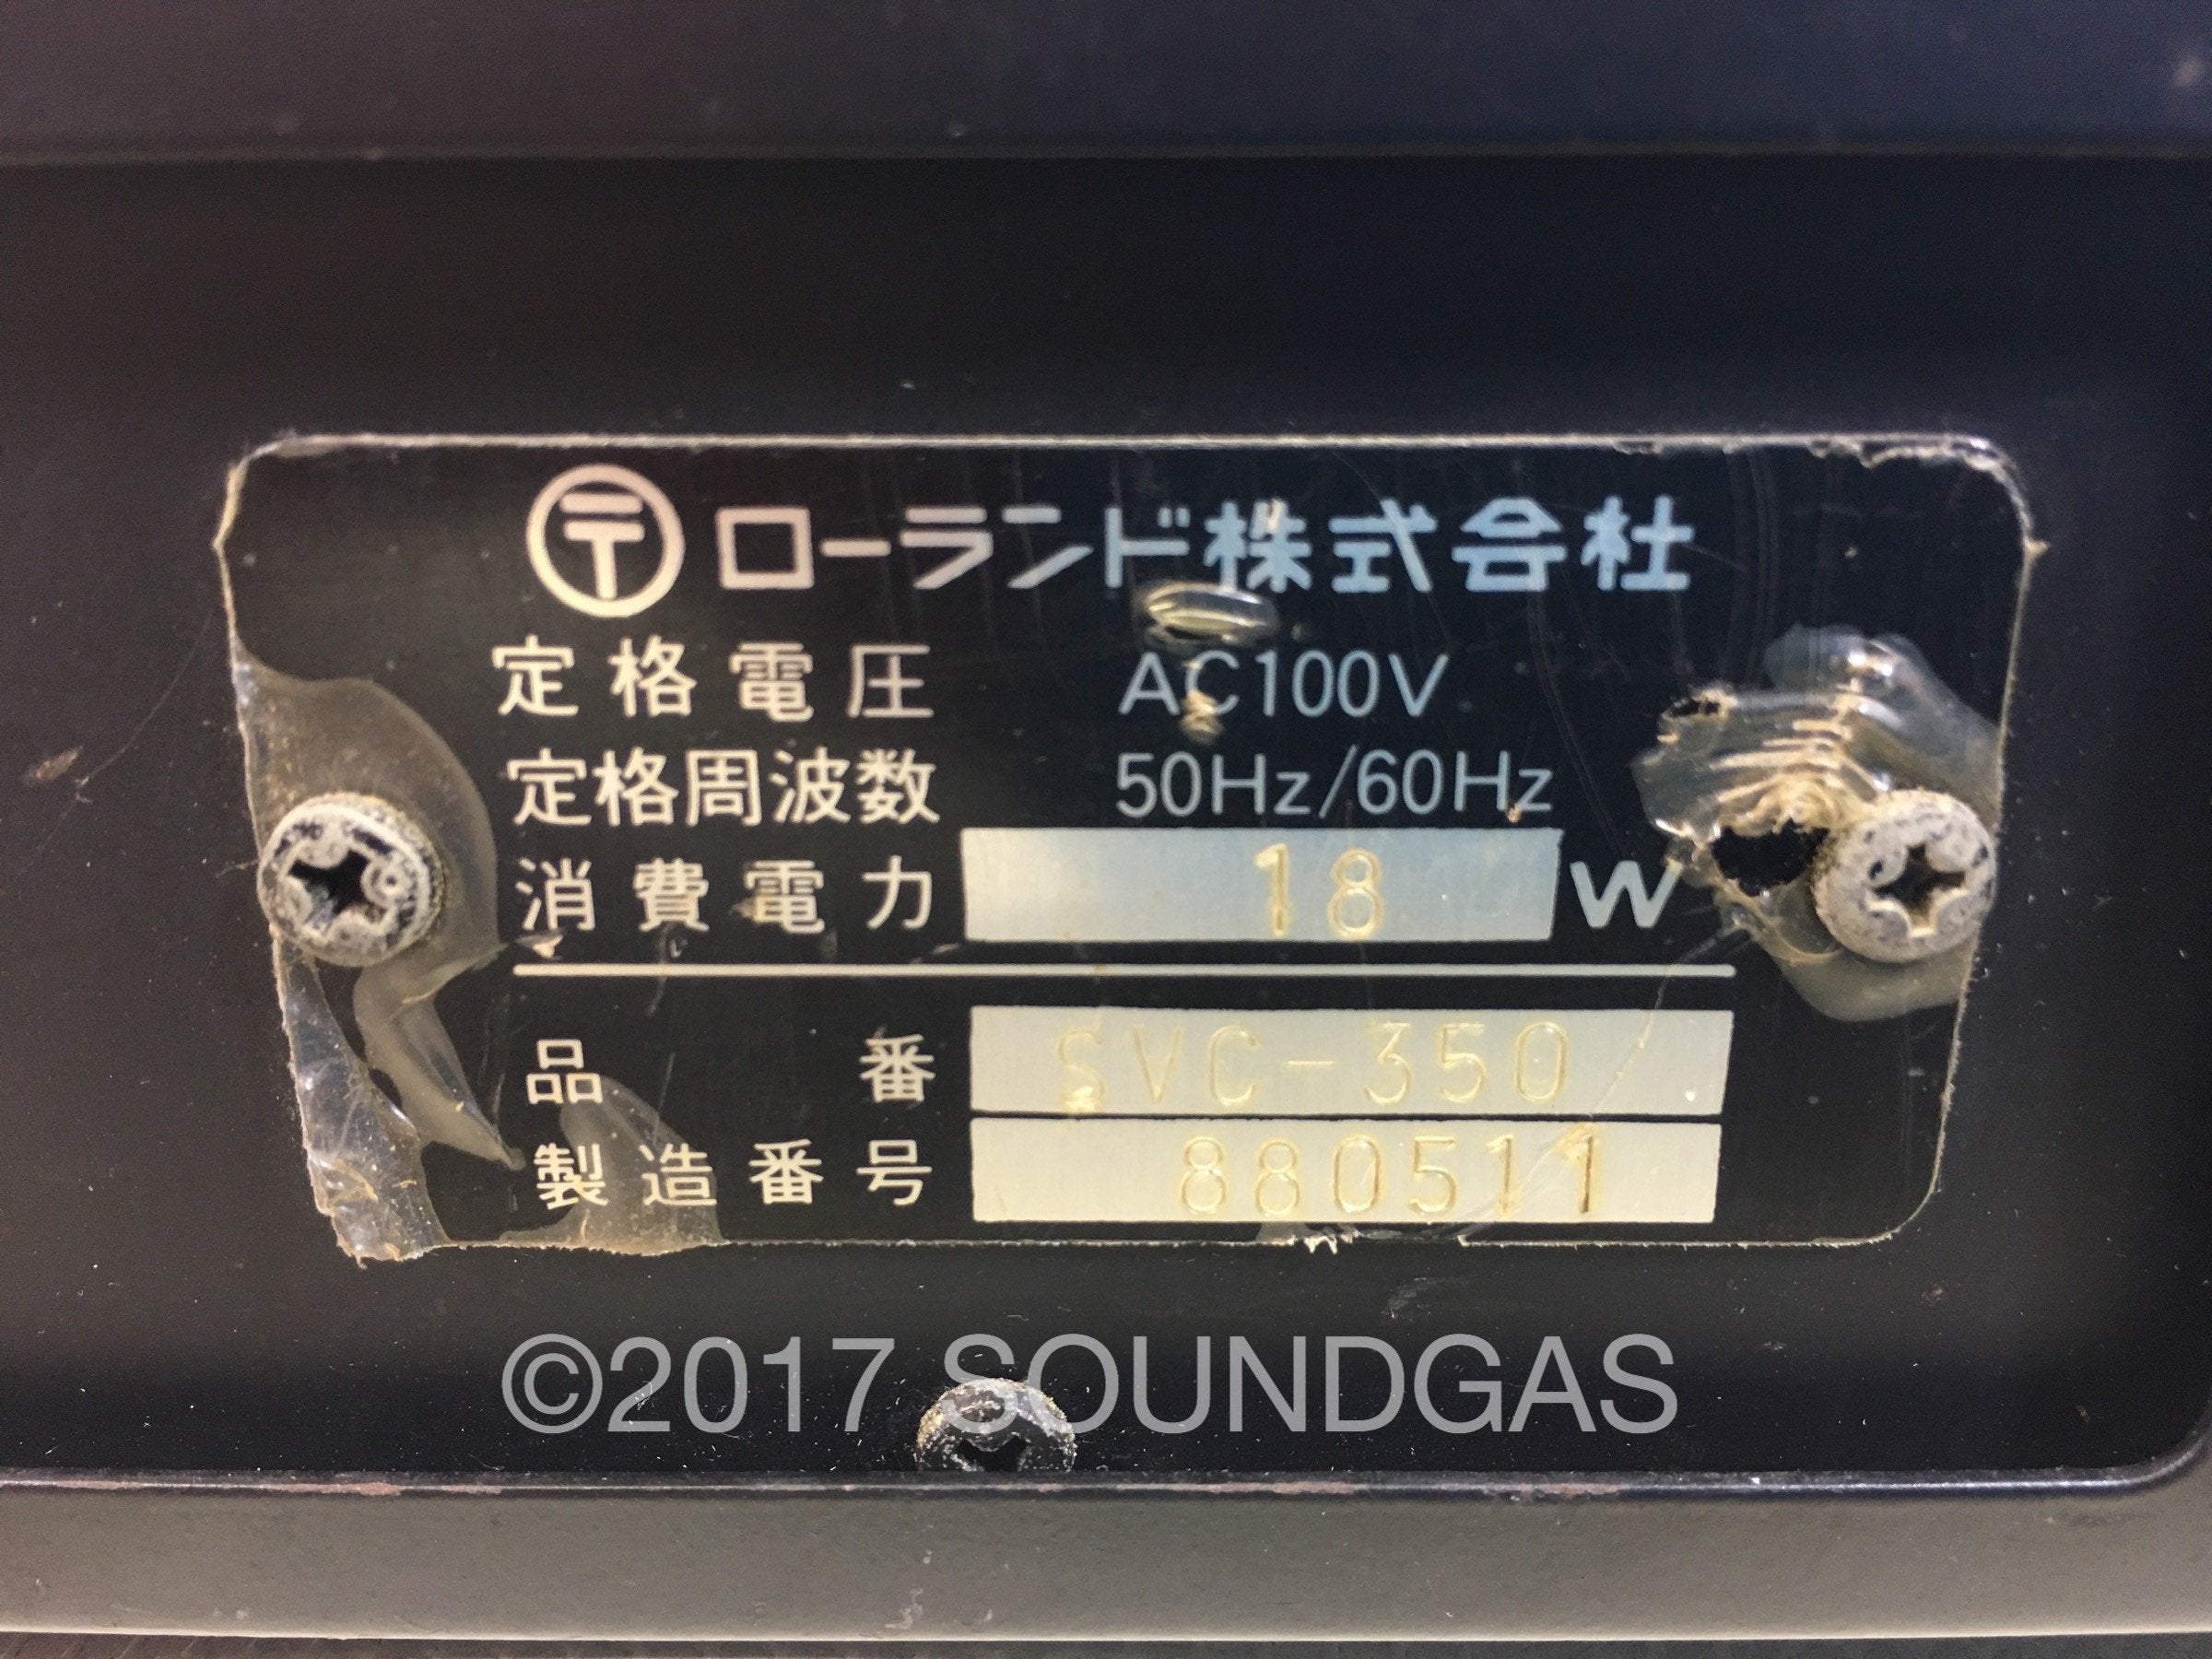 〶 ローランド株式会社
定格電圧 AC100V
定格周波数 50Hz/60Hz
消費電力 18 W
品番 SVC-350
製造番号 880511
©2017 SOUNDGAS